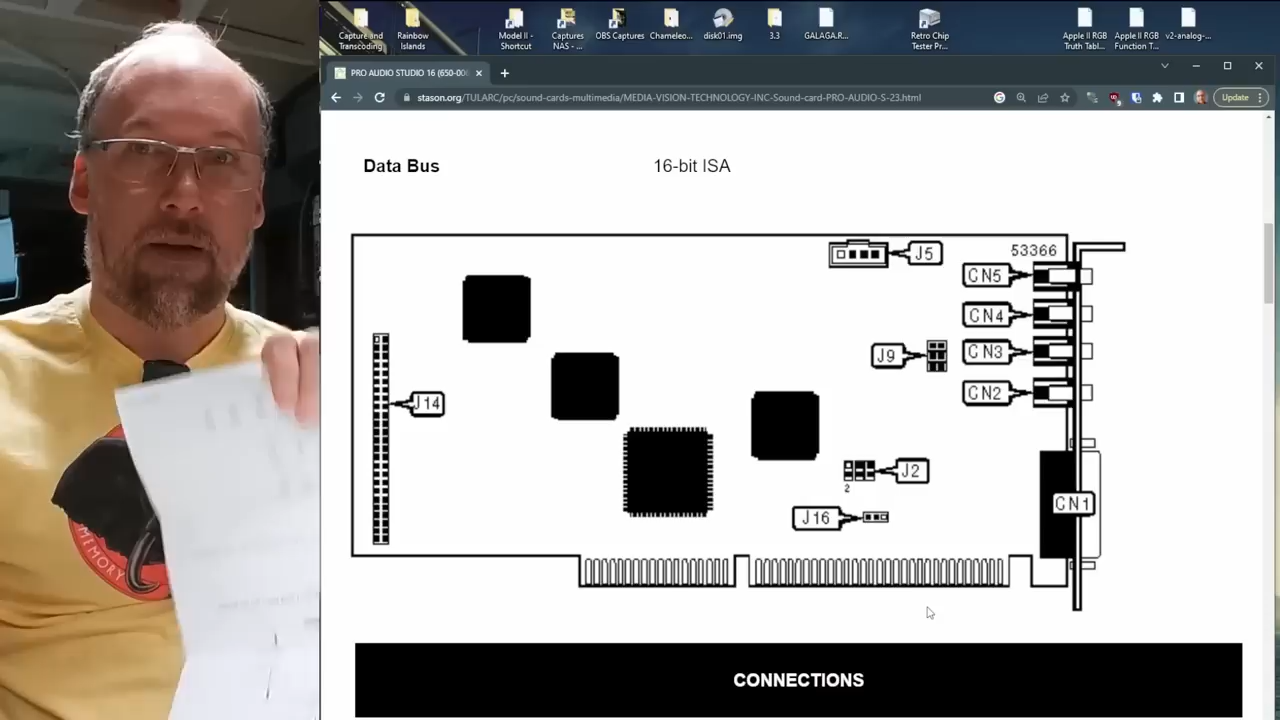 Capture and
Transcoding
Rainbow
Islands
Model II -
Shortcut
Captures
NAS - ...
OBS Captures
Chameleo...
disk01.img
3.3
GALAGA.R...
Retro Chip
Tester Pr...
Apple II RGB
Truth Tabl...
Apple II RGB
Function T...
v2-analog-...
PRO AUDIO STUDIO 16 (650-00
stason.org/TULARC/pc/sound-cards-multimedia/MEDIA-VISION-TECHNOLOGY-INC-Sound-card-PRO-AUDIO-S-23.html
Update
Data Bus 16-bit ISA
J5
53366
CN5
CN4
J9
CN3
CN2
J14
J2
2
J16
CN1
CONNECTIONS
MEMORY